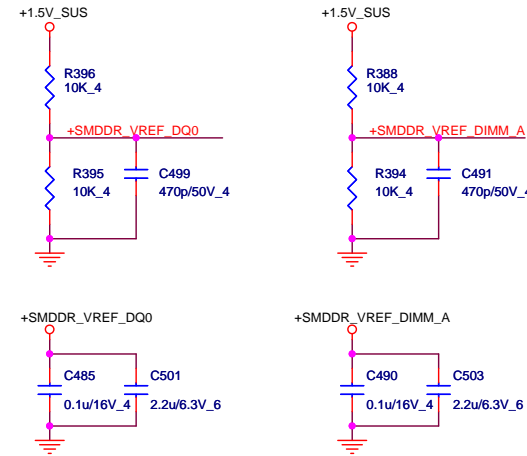 +1.5V_SUS
R396
10K_4
+SMDDR_VREF_DQ0
R395
10K_4
C499
470p/50V_4
+1.5V_SUS
R388
10K_4
+SMDDR_VREF_DIMM_A
R394
10K_4
C491
470p/50V_4
+SMDDR_VREF_DQ0
C485
0.1u/16V_4
C501
2.2u/6.3V_6
+SMDDR_VREF_DIMM_A
C490
0.1u/16V_4
C503
2.2u/6.3V_6